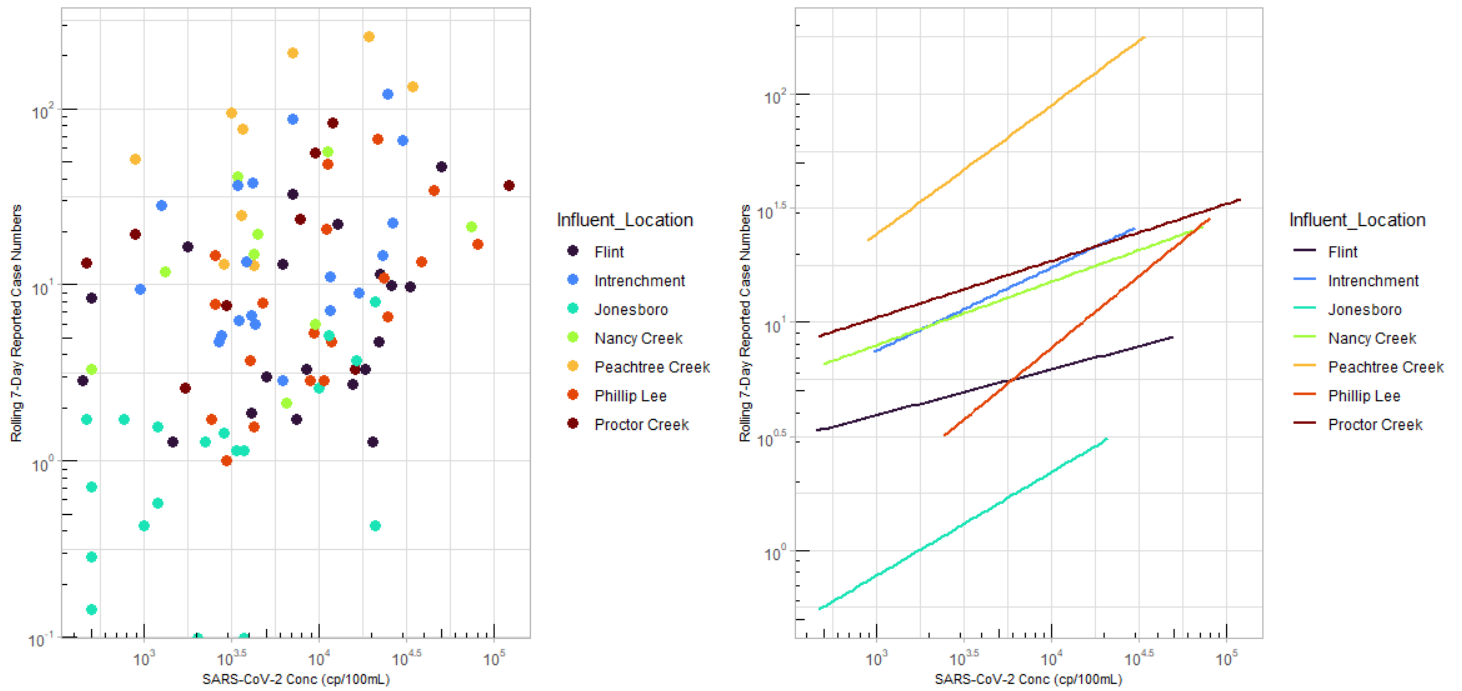 10^2
10^1
10^0
10^-1
Rolling 7-Day Reported Case Numbers
10^3
10^3.5
10^4
10^4.5
10^5
SARS-CoV-2 Conc (cp/100mL)
Influent_Location
Flint
Intrenchment
Jonesboro
Nancy Creek
Peachtree Creek
Phillip Lee
Proctor Creek
10^2
10^1.5
10^1
10^0.5
10^0
Rolling 7-Day Reported Case Numbers
10^3
10^3.5
10^4
10^4.5
10^5
SARS-CoV-2 Conc (cp/100mL)
Influent_Location
Flint
Intrenchment
Jonesboro
Nancy Creek
Peachtree Creek
Phillip Lee
Proctor Creek